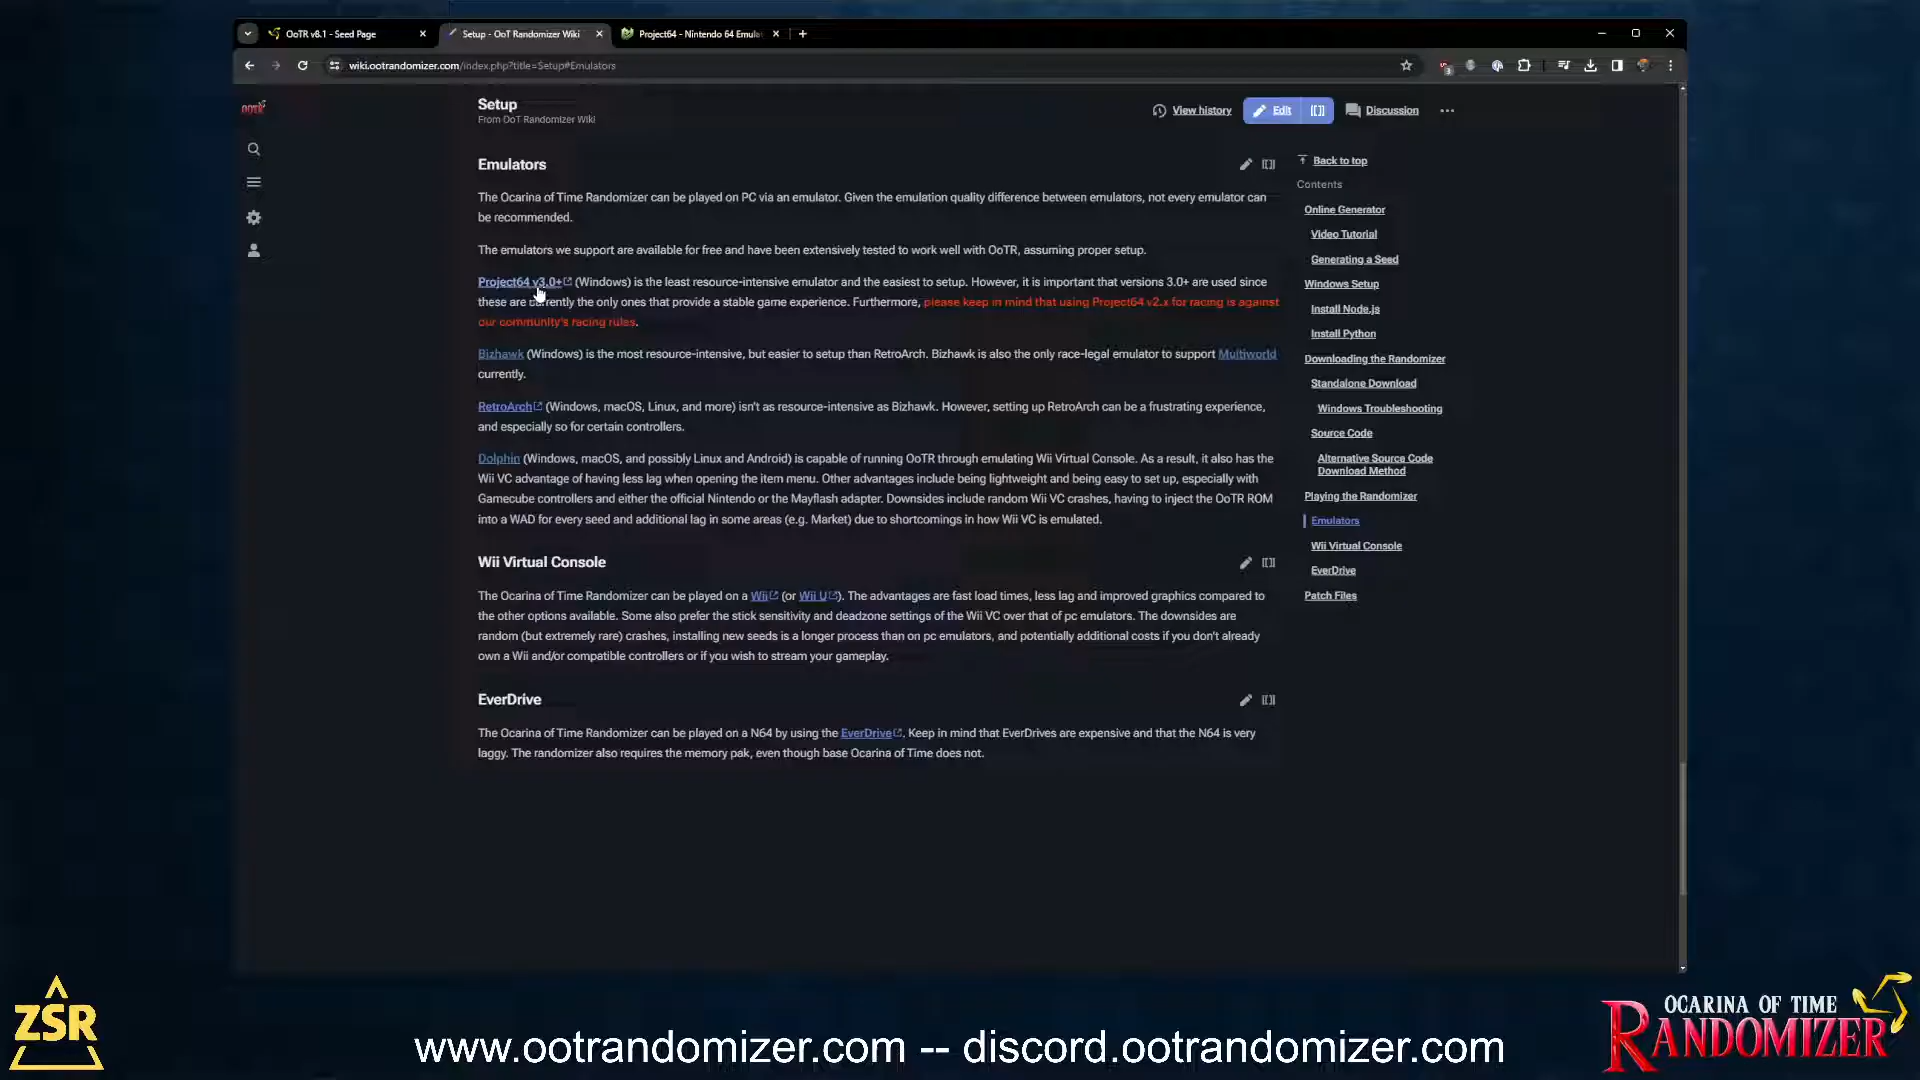 OoTR v8.1 - Seed Page
Setup - OoT Randomizer Wiki
Project64 - Nintendo 64 Emula
wiki.ootrandomizer.com/index.php?title=Setup#Emulators
OOTR
Setup
From OoT Randomizer Wiki
View history
Edit
Discussion
Emulators
The Ocarina of Time Randomizer can be played on PC via an emulator. Given the emulation quality difference between emulators, not every emulator can
be recommended.
The emulators we support are available for free and have been extensively tested to work well with OoTR, assuming proper setup.
Project64 v3.0+ (Windows) is the least resource-intensive emulator and the easiest to setup. However, it is important that versions 3.0+ are used since
these are currently the only ones that provide a stable game experience. Furthermore, please keep in mind that using Project64 v2.x for racing is against
our community's racing rules.
Bizhawk (Windows) is the most resource-intensive, but easier to setup than RetroArch. Bizhawk is also the only race-legal emulator to support Multiworld
currently.
RetroArch (Windows, macOS, Linux, and more) isn't as resource-intensive as Bizhawk. However, setting up RetroArch can be a frustrating experience,
and especially so for certain controllers.
Dolphin (Windows, macOS, and possibly Linux and Android) is capable of running OoTR through emulating Wii Virtual Console. As a result, it also has the
Wii VC advantage of having less lag when opening the item menu. Other advantages include being lightweight and being easy to set up, especially with
Gamecube controllers and either the official Nintendo or the Mayflash adapter. Downsides include random Wii VC crashes, having to inject the OoTR ROM
into a WAD for every seed and additional lag in some areas (e.g. Market) due to shortcomings in how Wii VC is emulated.
Wii Virtual Console
The Ocarina of Time Randomizer can be played on a Wii (or Wii U). The advantages are fast load times, less lag and improved graphics compared to
the other options available. Some also prefer the stick sensitivity and deadzone settings of the Wii VC over that of pc emulators. The downsides are
random (but extremely rare) crashes, installing new seeds is a longer process than on pc emulators, and potentially additional costs if you don't already
own a Wii and/or compatible controllers or if you wish to stream your gameplay.
EverDrive
The Ocarina of Time Randomizer can be played on a N64 by using the EverDrive. Keep in mind that EverDrives are expensive and that the N64 is very
laggy. The randomizer also requires the memory pak, even though base Ocarina of Time does not.
Back to top
Contents
Online Generator
Video Tutorial
Generating a Seed
Windows Setup
Install Node.js
Install Python
Downloading the Randomizer
Standalone Download
Windows Troubleshooting
Source Code
Alternative Source Code
Download Method
Playing the Randomizer
Emulators
Wii Virtual Console
EverDrive
Patch Files
ZSR
www.ootrandomizer.com -- discord.ootrandomizer.com
OCARINA OF TIME
RANDOMIZER